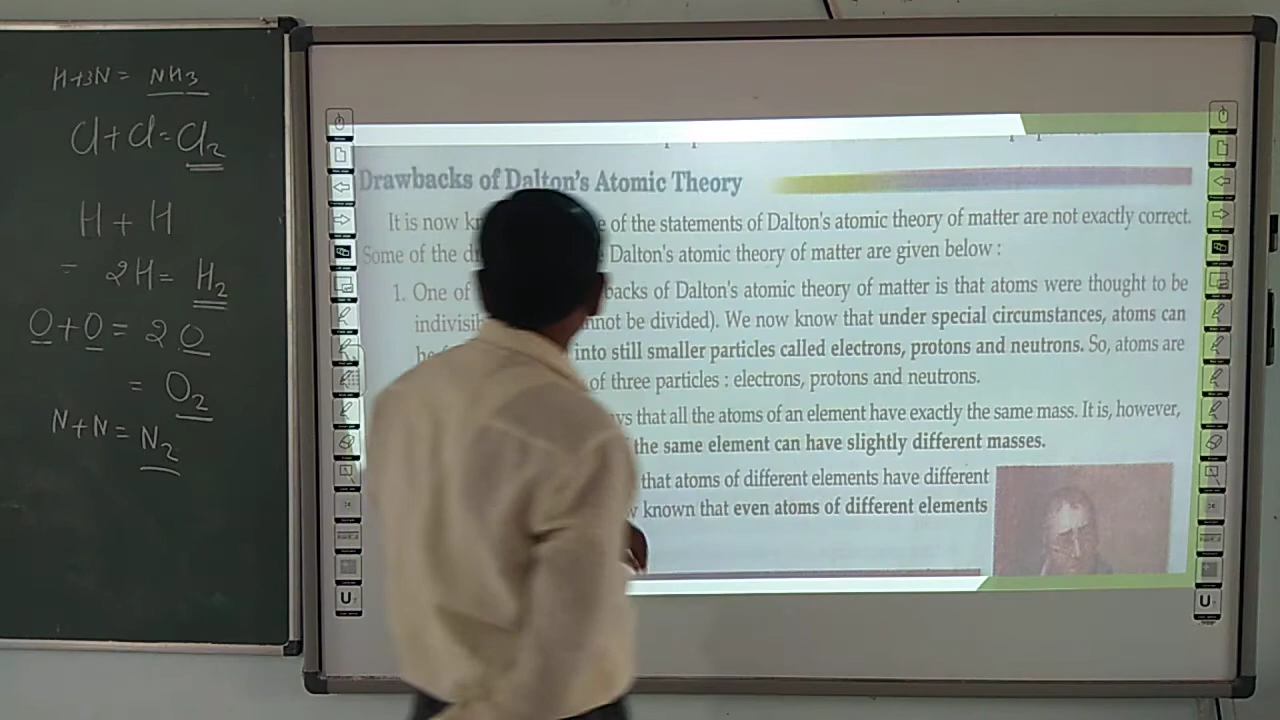 H+3N = NH3
Cl+Cl=Cl2
H + H
= 2H= H2
O+O = 2 O
= O2
N+N= N2
Drawbacks of Dalton's Atomic Theory
It is now of the statements of Dalton's atomic theory of matter are not exactly correct.
Some of the Dalton's atomic theory of matter are given below :
1. One of of Dalton's atomic theory of matter is that atoms were thought to be
be divided). We now know that under special circumstances, atoms can
into still smaller particles called electrons, protons and neutrons. So, atoms are
of three particles : electrons, protons and neutrons.
that all the atoms of an element have exactly the same mass. It is, however,
the same element can have slightly different masses.
that atoms of different elements have different
known that even atoms of different elements
U
U